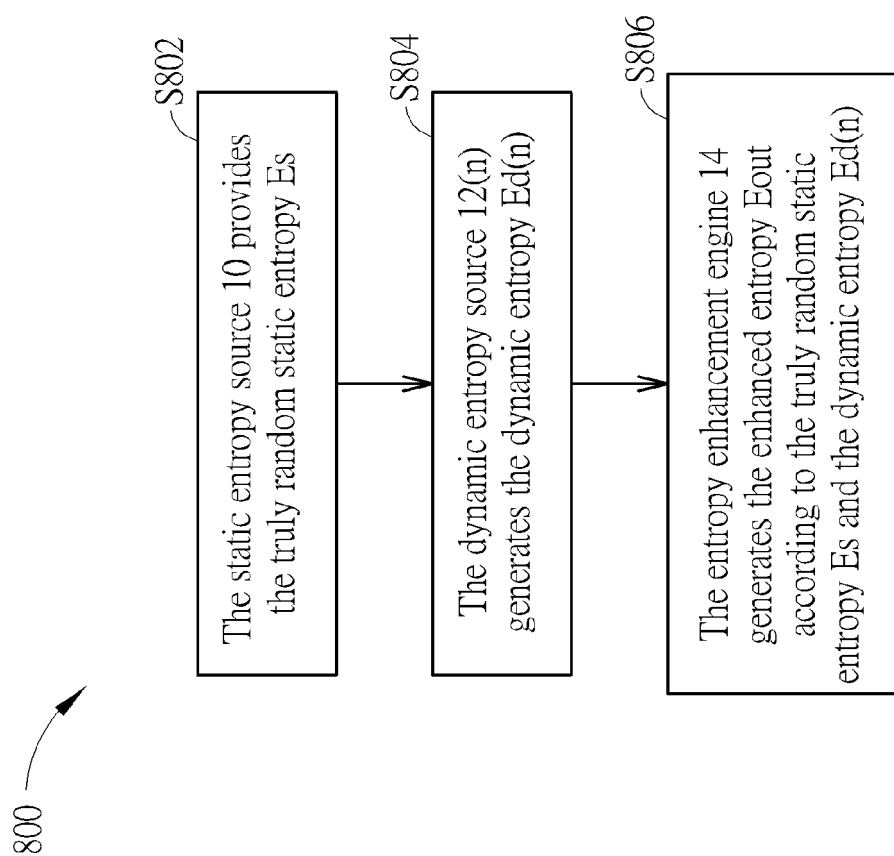 800
S802
The static entropy source 10 provides
the truly random static entropy Es
S804
The dynamic entropy source 12(n)
generates the dynamic entropy Ed(n)
S806
The entropy enhancement engine 14
generates the enhanced entropy Eout
according to the truly random static
entropy Es and the dynamic entropy Ed(n)